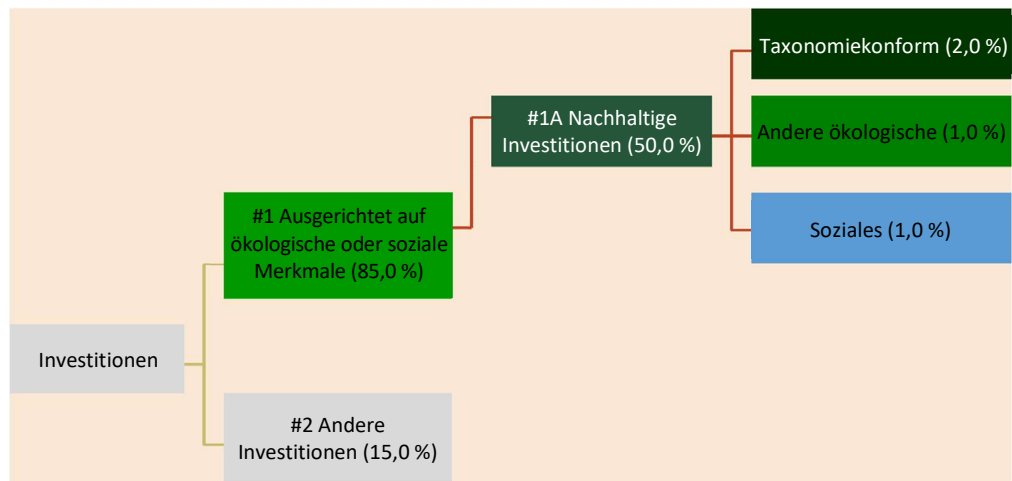 Taxonomiekonform (2,0 %)
#1A Nachhaltige
Investitionen (50,0 %)
Andere ökologische (1,0 %)
#1 Ausgerichtet auf
ökologische oder soziale
Merkmale (85,0 %)
Soziales (1,0 %)
Investitionen
#2 Andere
Investitionen (15,0 %)